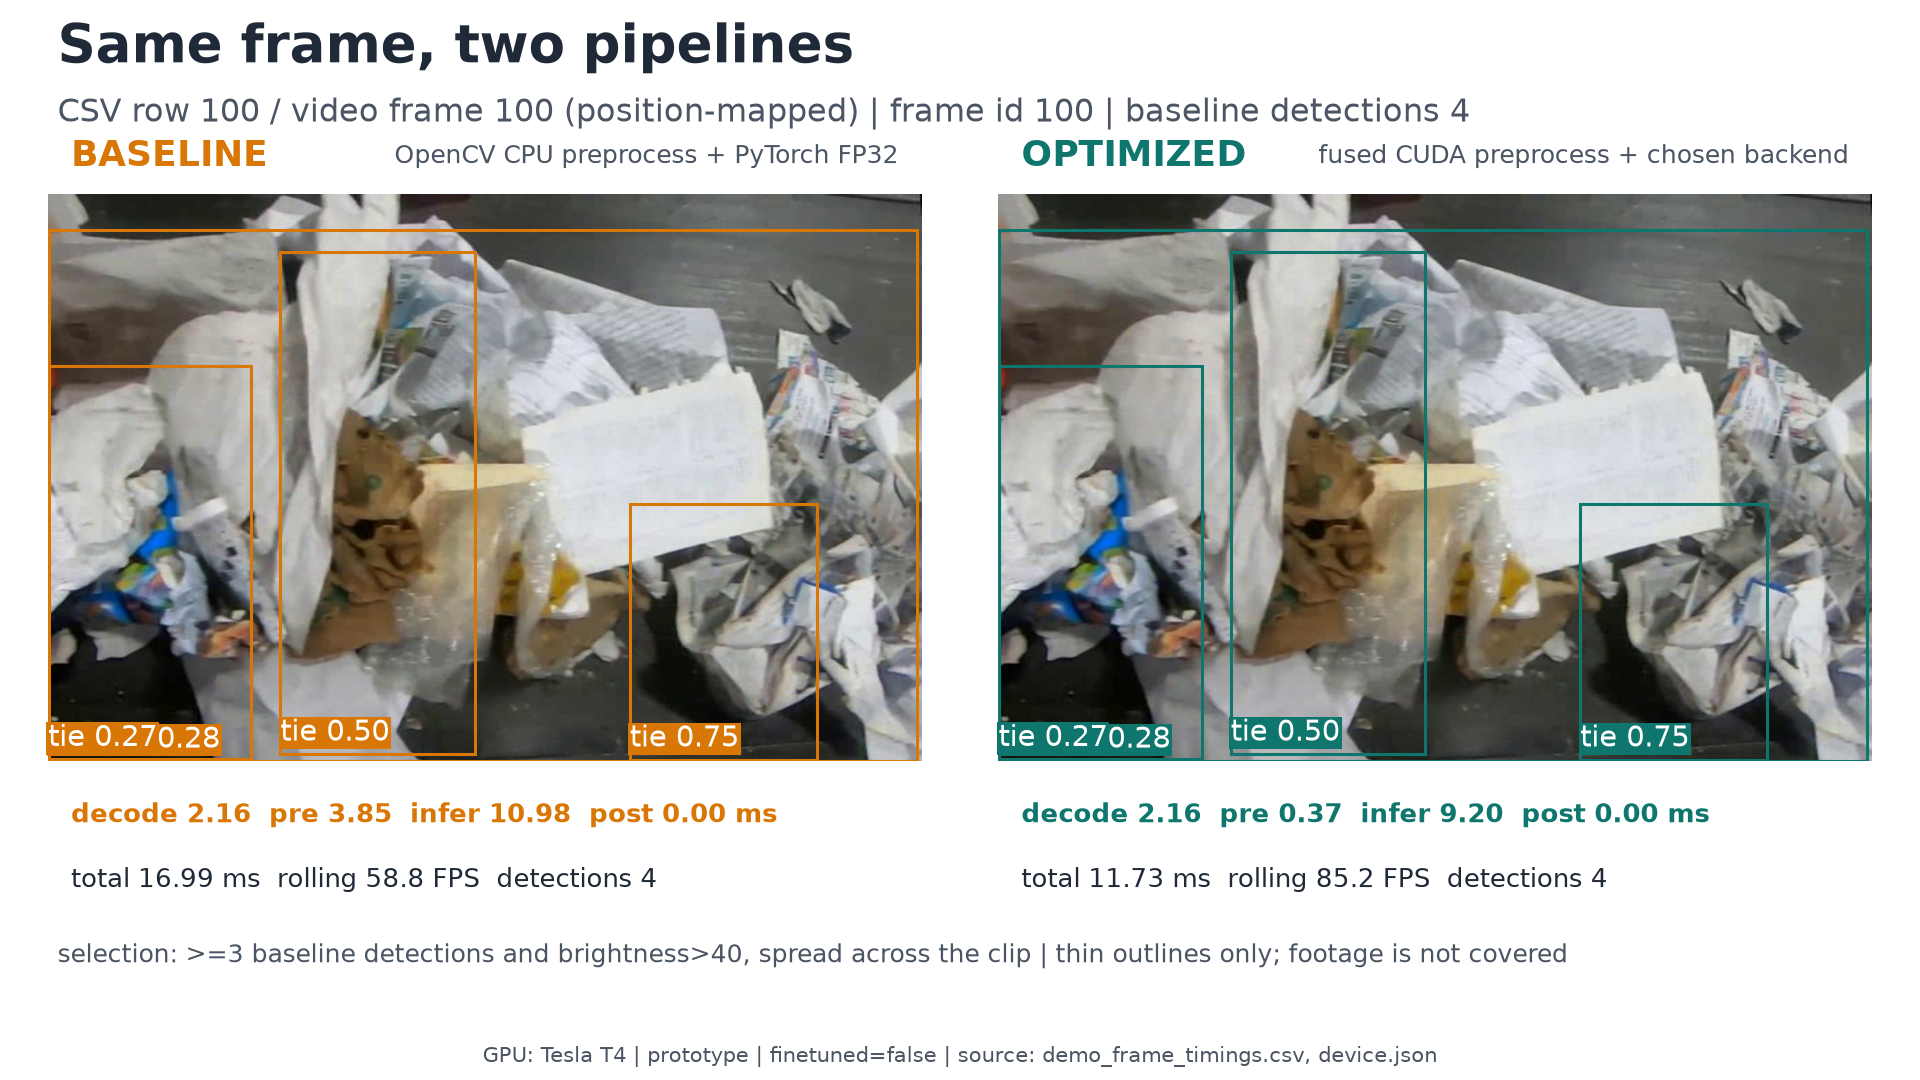 Same frame, two pipelines
CSV row 100 / video frame 100 (position-mapped) | frame id 100 | baseline detections 4
BASELINE OpenCV CPU preprocess + PyTorch FP32
OPTIMIZED fused CUDA preprocess + chosen backend
tie 0.27 0.28
tie 0.50
tie 0.75
tie 0.27 0.28
tie 0.50
tie 0.75
decode 2.16 pre 3.85 infer 10.98 post 0.00 ms
total 16.99 ms rolling 58.8 FPS detections 4
decode 2.16 pre 0.37 infer 9.20 post 0.00 ms
total 11.73 ms rolling 85.2 FPS detections 4
selection: >=3 baseline detections and brightness>40, spread across the clip | thin outlines only; footage is not covered
GPU: Tesla T4 | prototype | finetuned=false | source: demo_frame_timings.csv, device.json